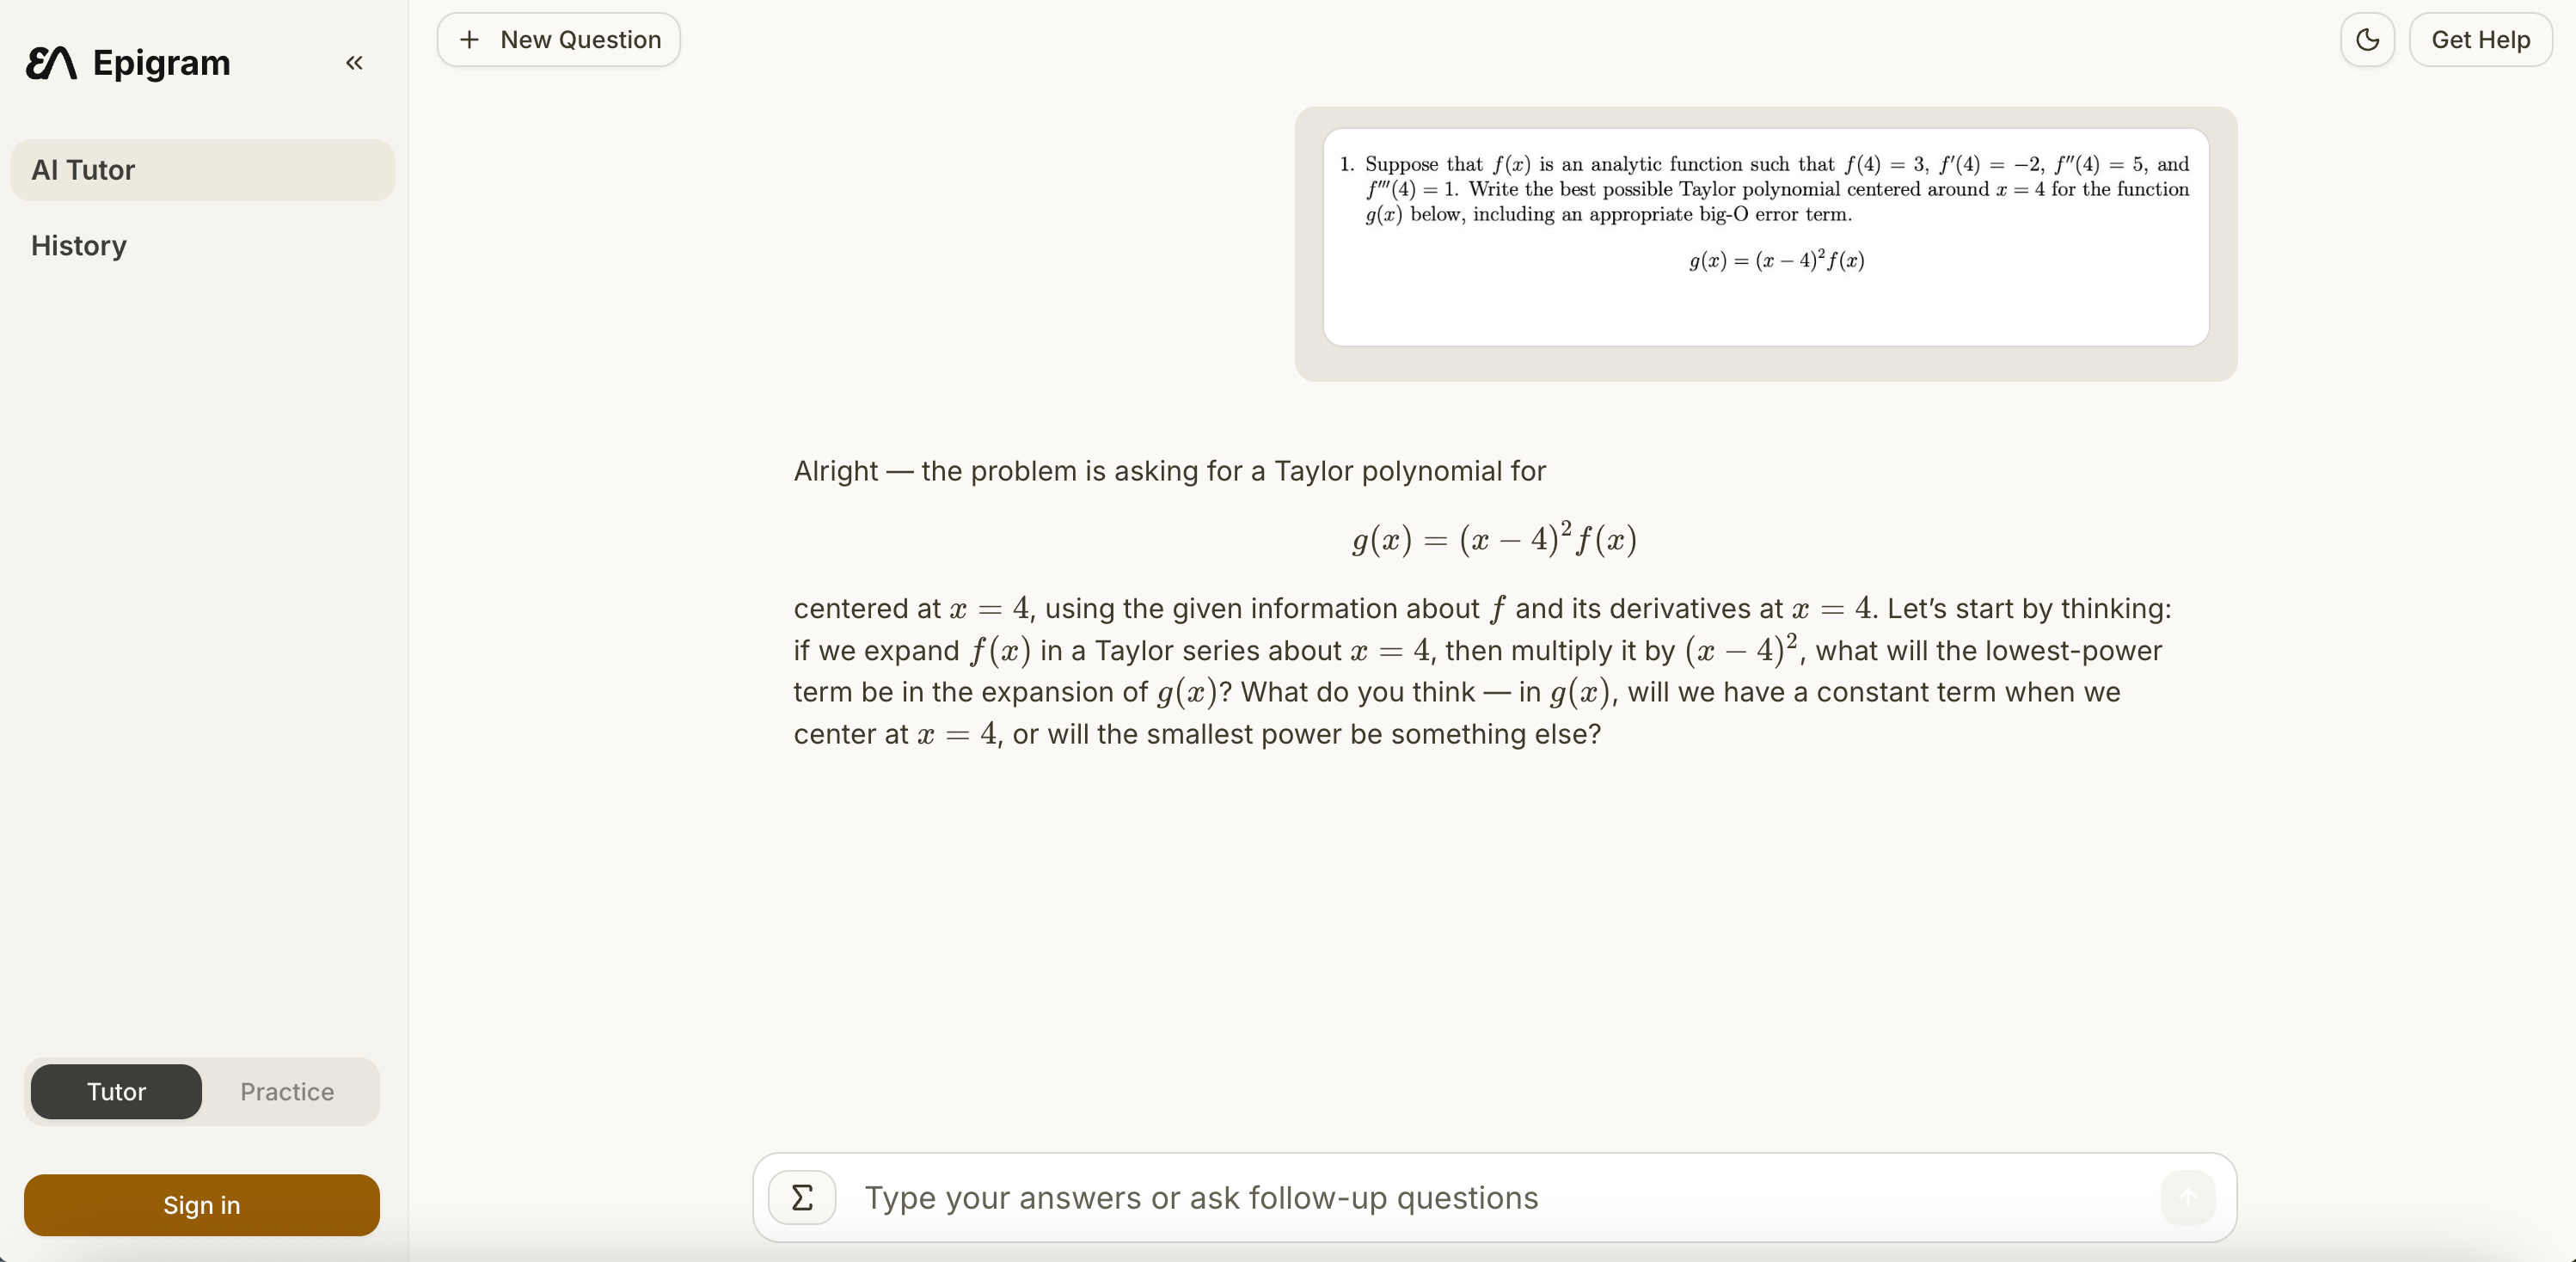 Epigram
«
AI Tutor
History
Tutor
Practice
Sign in
+ New Question
Get Help
1. Suppose that f(x) is an analytic function such that f(4) = 3, f′(4) = −2, f″(4) = 5, and
f‴(4) = 1. Write the best possible Taylor polynomial centered around x = 4 for the function
g(x) below, including an appropriate big-O error term.
g(x) = (x − 4)²f(x)
Alright — the problem is asking for a Taylor polynomial for
g(x) = (x − 4)²f(x)
centered at x = 4, using the given information about f and its derivatives at x = 4. Let’s start by thinking:
if we expand f(x) in a Taylor series about x = 4, then multiply it by (x − 4)², what will the lowest-power
term be in the expansion of g(x)? What do you think — in g(x), will we have a constant term when we
center at x = 4, or will the smallest power be something else?
Σ
Type your answers or ask follow-up questions